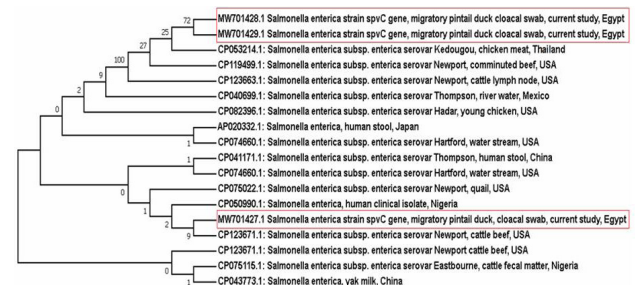 MW701428.1 Salmonella enterica strain spvC gene, migratory pintail duck cloacal swab, current study, Egypt
72
MW701429.1 Salmonella enterica strain spvC gene, migratory pintail duck cloacal swab, current study, Egypt
25
CP053214.1: Salmonella enterica subsp. enterica serovar Kedougou, chicken meat, Thailand
27
CP119499.1: Salmonella enterica subsp. enterica serovar Newport, comminuted beef, USA
100
CP123663.1: Salmonella enterica subsp. enterica serovar Newport, cattle lymph node, USA
9
CP040699.1: Salmonella enterica subsp. enterica serovar Thompson, river water, Mexico
2
CP082396.1: Salmonella enterica subsp. enterica serovar Hadar, young chicken, USA
0
AP020332.1: Salmonella enterica, human stool, Japan
CP074660.1: Salmonella enterica subsp. enterica serovar Hartford, water stream, USA
1
CP041171.1: Salmonella enterica subsp. enterica serovar Thompson, human stool, China
1
CP074660.1: Salmonella enterica subsp. enterica serovar Hartford, water stream, USA
0
CP075022.1: Salmonella enterica subsp. enterica serovar Newport, quail, USA
1
CP050990.1: Salmonella enterica, human clinical isolate, Nigeria
2
MW701427.1 Salmonella enterica strain spvC gene, migratory pintail duck, cloacal swab, current study, Egypt
9
CP123671.1: Salmonella enterica subsp. enterica serovar Newport, cattle beef, USA
CP123671.1: Salmonella enterica subsp. enterica serovar Newport cattle beef, USA
0
CP075115.1: Salmonella enterica subsp. enterica serovar Eastbourne, cattle fecal matter, Nigeria
1
CP043773.1: Salmonella enterica, yak milk, China